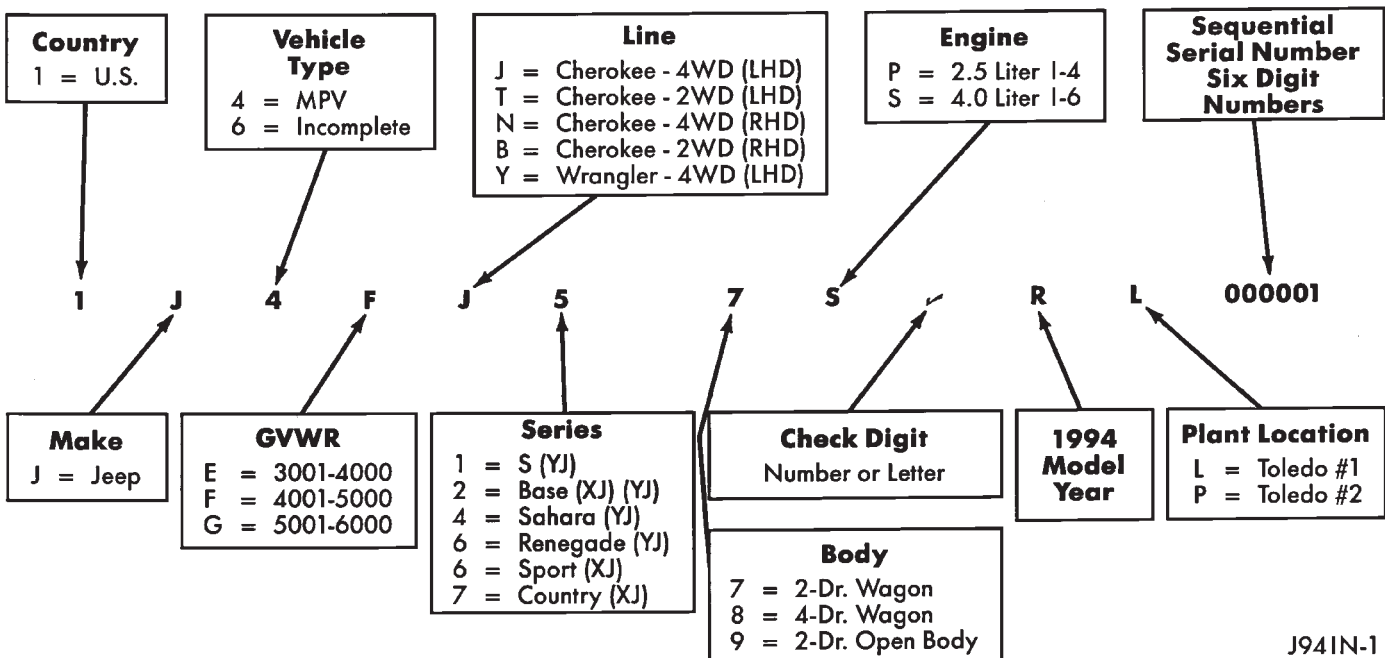 Country
1 = U.S.
Vehicle
Type
4 = MPV
6 = Incomplete
Line
J = Cherokee - 4WD (LHD)
T = Cherokee - 2WD (LHD)
N = Cherokee - 4WD (RHD)
B = Cherokee - 2WD (RHD)
Y = Wrangler - 4WD (LHD)
Engine
P = 2.5 Liter I-4
S = 4.0 Liter I-6
Sequential
Serial Number
Six Digit
Numbers
1 J 4 F J 5 7 S R L 000001
Make
J = Jeep
GVWR
E = 3001-4000
F = 4001-5000
G = 5001-6000
Series
1 = S (YJ)
2 = Base (XJ) (YJ)
4 = Sahara (YJ)
6 = Renegade (YJ)
6 = Sport (XJ)
7 = Country (XJ)
Check Digit
Number or Letter
Body
7 = 2-Dr. Wagon
8 = 4-Dr. Wagon
9 = 2-Dr. Open Body
1994
Model
Year
Plant Location
L = Toledo #1
P = Toledo #2
J94IN-1